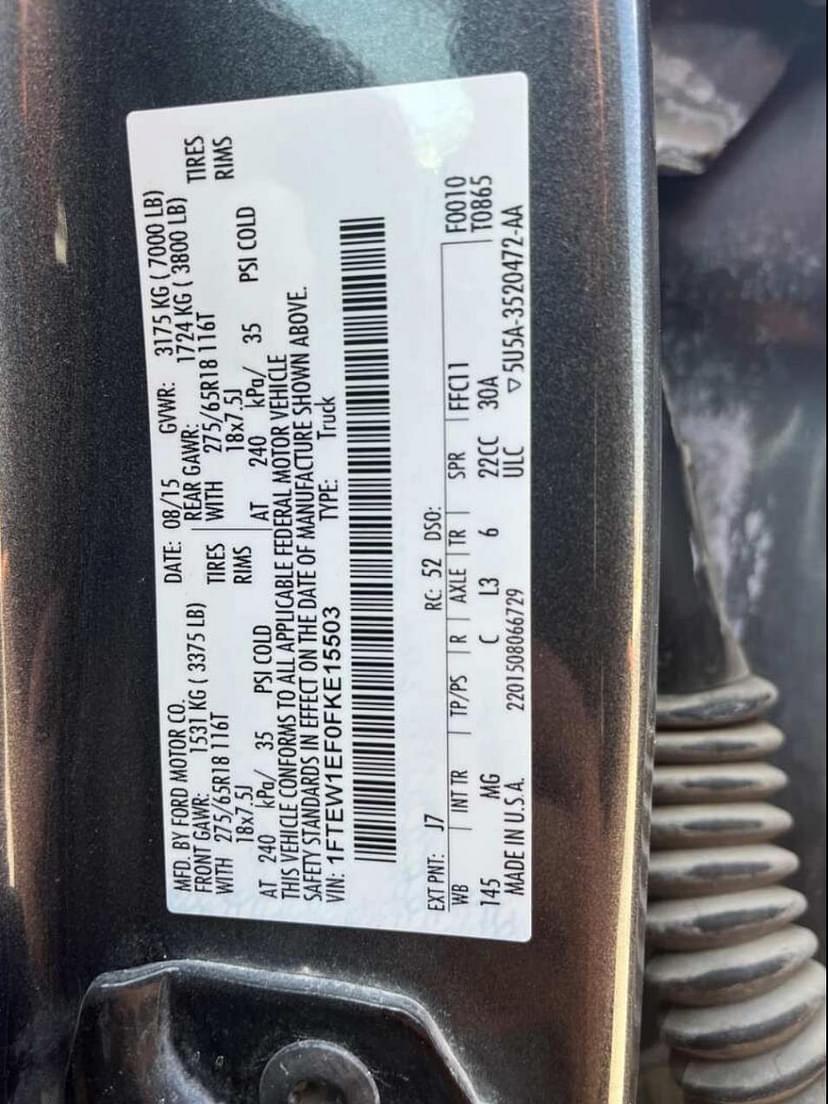 MFD. BY FORD MOTOR CO. DATE: 08/15 GVWR: 3175 KG ( 7000 LB)
FRONT GAWR: 1531 KG ( 3375 LB) REAR GAWR: 1724 KG ( 3800 LB)
WITH 275/65R18 116T TIRES WITH 275/65R18 116T TIRES
18x7.5J RIMS 18x7.5J RIMS
AT 240 kPa/ 35 PSI COLD AT 240 kPa/ 35 PSI COLD
THIS VEHICLE CONFORMS TO ALL APPLICABLE FEDERAL MOTOR VEHICLE
SAFETY STANDARDS IN EFFECT ON THE DATE OF MANUFACTURE SHOWN ABOVE.
VIN: 1FTEW1EF0FKE15503 TYPE: Truck
EXT PNT: J7 RC: 52 DSO:
WB INT TR TP/PS R AXLE TR SPR FFC11 F0010
145 MG C L3 6 22CC 30A T0865
MADE IN U.S.A. 2201508066729 ULC ▽5U5A-3520472-AA